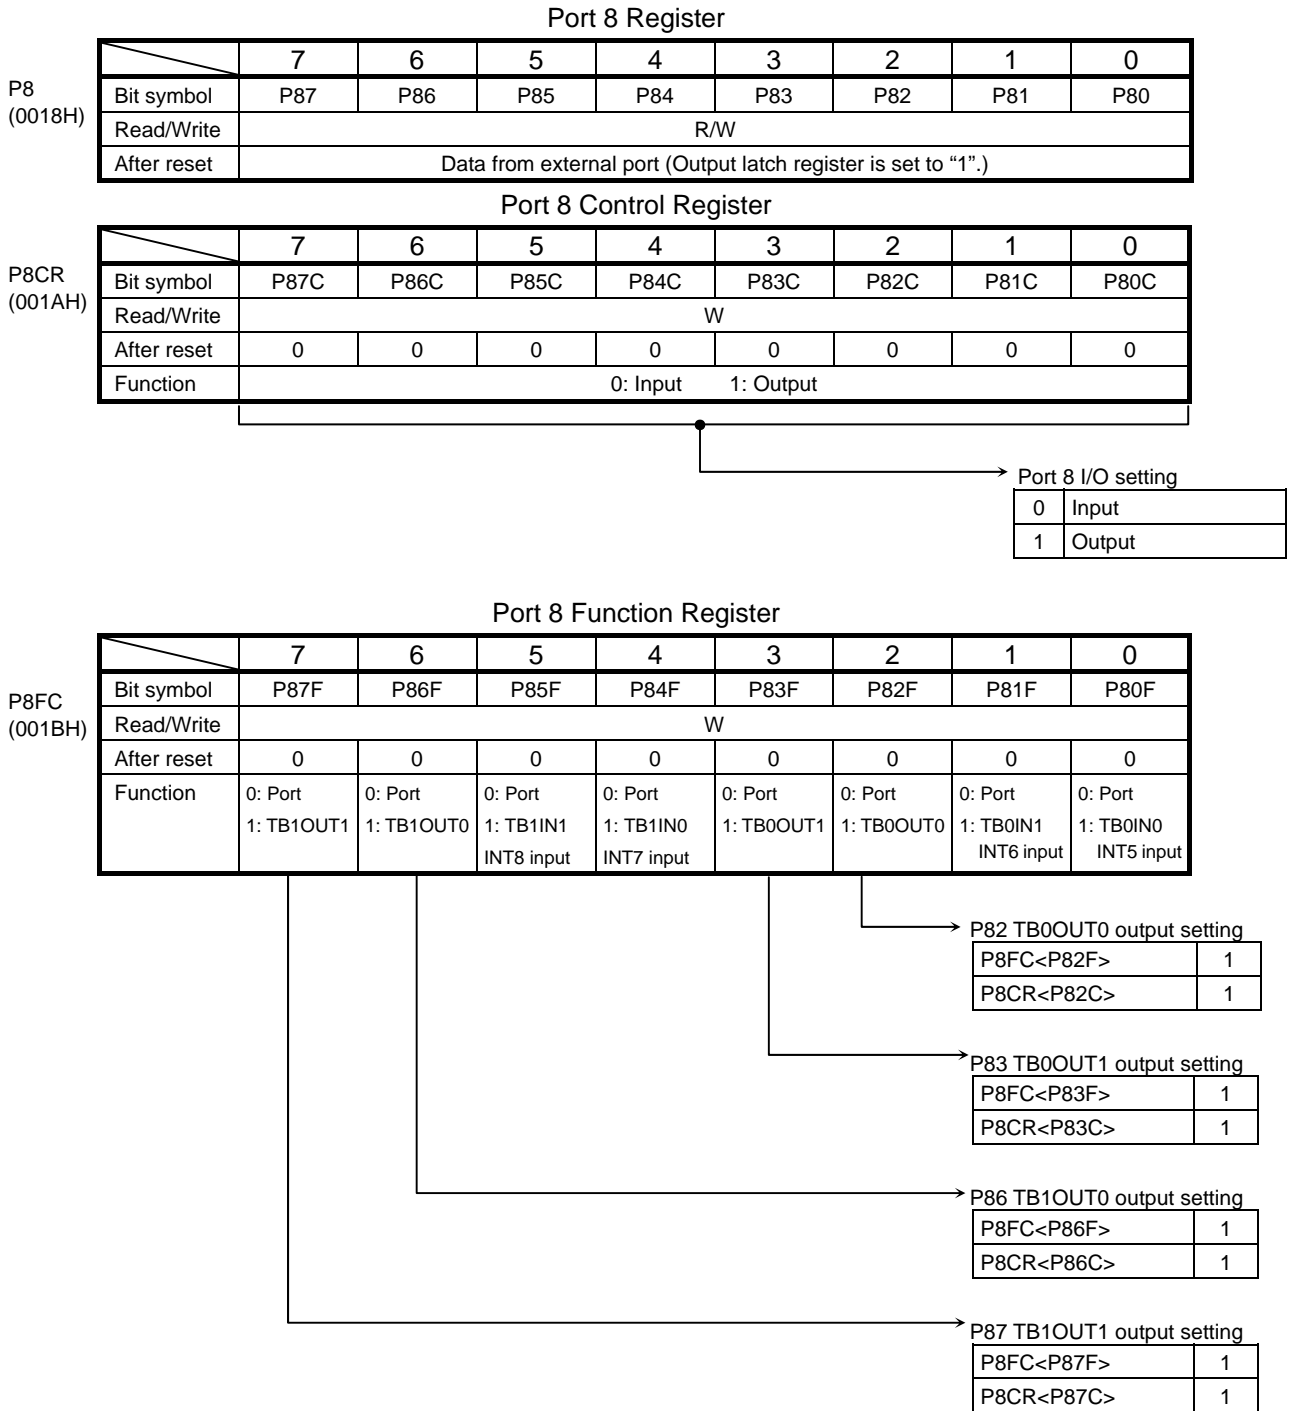 Port 8 Register
7 6 5 4 3 2 1 0
P8
(0018H)
Bit symbol P87 P86 P85 P84 P83 P82 P81 P80
Read/Write R/W
After reset Data from external port (Output latch register is set to “1”.)
Port 8 Control Register
7 6 5 4 3 2 1 0
P8CR
(001AH)
Bit symbol P87C P86C P85C P84C P83C P82C P81C P80C
Read/Write W
After reset 0 0 0 0 0 0 0 0
Function 0: Input 1: Output
Port 8 I/O setting
0 Input
1 Output
Port 8 Function Register
7 6 5 4 3 2 1 0
P8FC
(001BH)
Bit symbol P87F P86F P85F P84F P83F P82F P81F P80F
Read/Write W
After reset 0 0 0 0 0 0 0 0
Function 0: Port 0: Port 0: Port 0: Port 0: Port 0: Port 0: Port 0: Port
1: TB1OUT1 1: TB1OUT0 1: TB1IN1 1: TB1IN0 1: TB0OUT1 1: TB0OUT0 1: TB0IN1 1: TB0IN0
INT8 input INT7 input INT6 input INT5 input
P82 TB0OUT0 output setting
P8FC<P82F> 1
P8CR<P82C> 1
P83 TB0OUT1 output setting
P8FC<P83F> 1
P8CR<P83C> 1
P86 TB1OUT0 output setting
P8FC<P86F> 1
P8CR<P86C> 1
P87 TB1OUT1 output setting
P8FC<P87F> 1
P8CR<P87C> 1